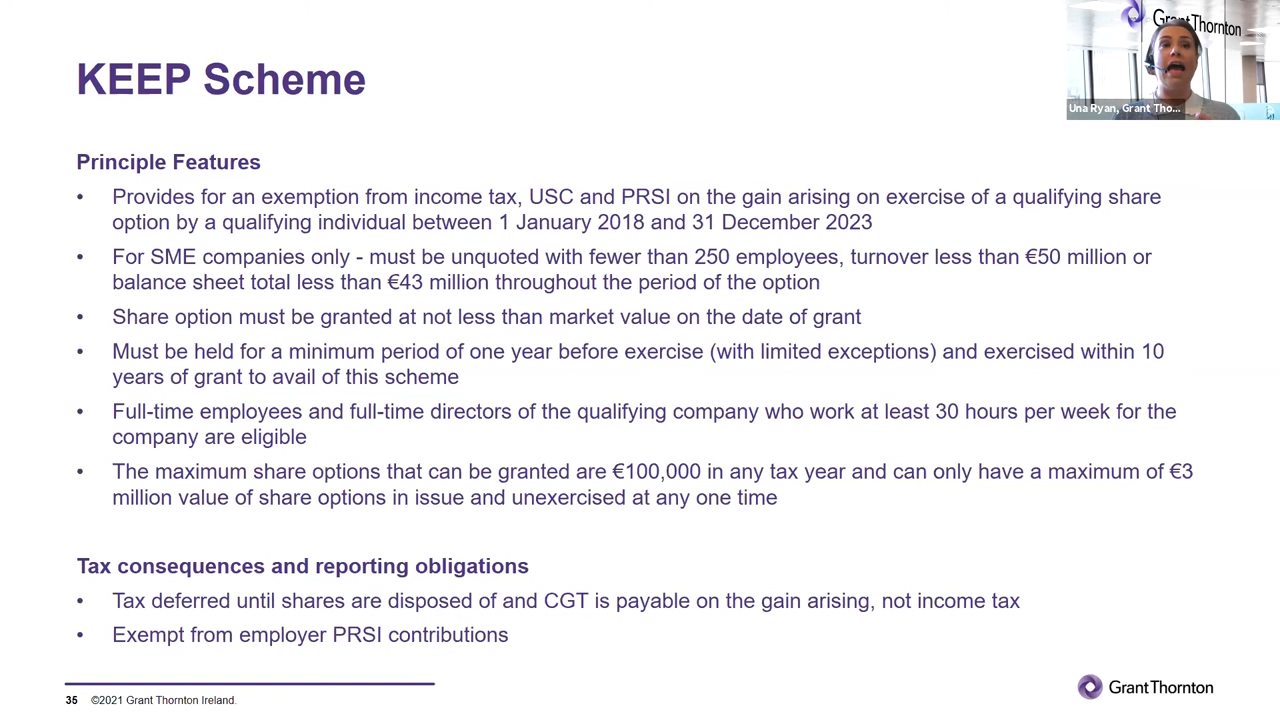 GrantThornton
KEEP Scheme
Una Ryan, Grant Tho...
Principle Features
• Provides for an exemption from income tax, USC and PRSI on the gain arising on exercise of a qualifying share
option by a qualifying individual between 1 January 2018 and 31 December 2023
• For SME companies only - must be unquoted with fewer than 250 employees, turnover less than €50 million or
balance sheet total less than €43 million throughout the period of the option
• Share option must be granted at not less than market value on the date of grant
• Must be held for a minimum period of one year before exercise (with limited exceptions) and exercised within 10
years of grant to avail of this scheme
• Full-time employees and full-time directors of the qualifying company who work at least 30 hours per week for the
company are eligible
• The maximum share options that can be granted are €100,000 in any tax year and can only have a maximum of €3
million value of share options in issue and unexercised at any one time
Tax consequences and reporting obligations
• Tax deferred until shares are disposed of and CGT is payable on the gain arising, not income tax
• Exempt from employer PRSI contributions
35 ©2021 Grant Thornton Ireland.
GrantThornton